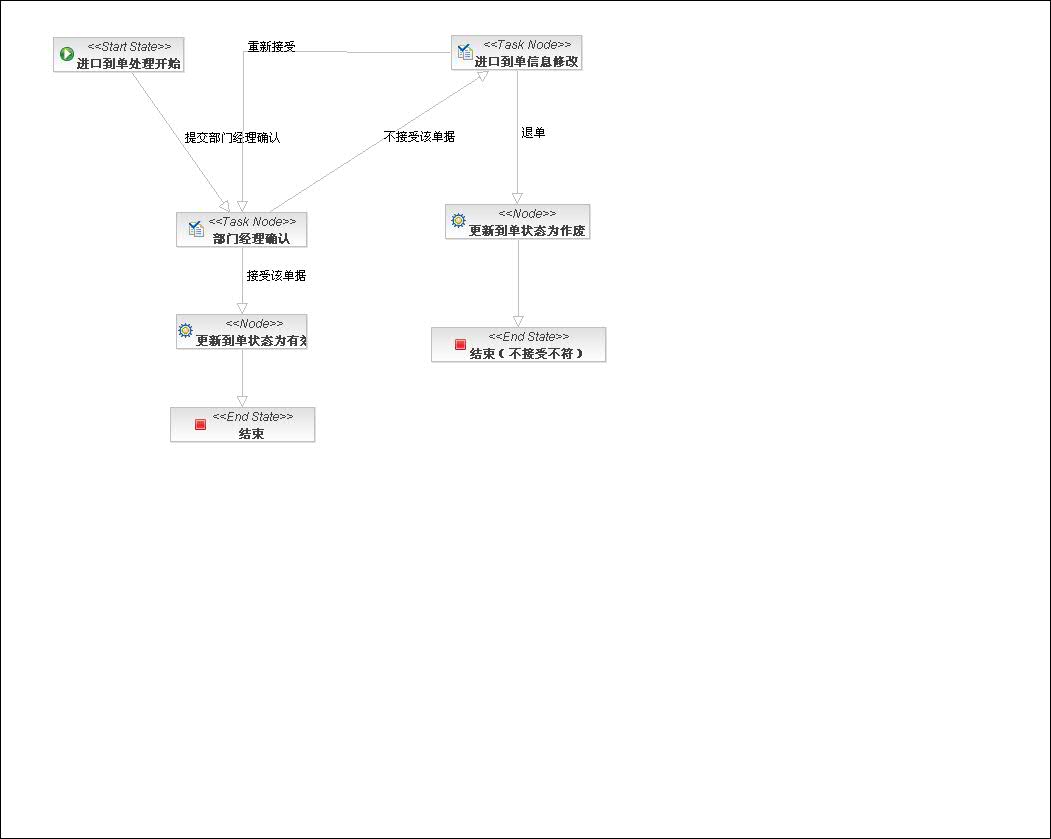 <<Start State>>
进口到单处理开始
重新接受
<<Task Node>>
进口到单信息修改
提交部门经理确认
不接受该单据
退单
<<Task Node>>
部门经理确认
<<Node>>
更新到单状态为作废
接受该单据
<<Node>>
更新到单状态为有效
<<End State>>
结束（不接受不符）
<<End State>>
结束